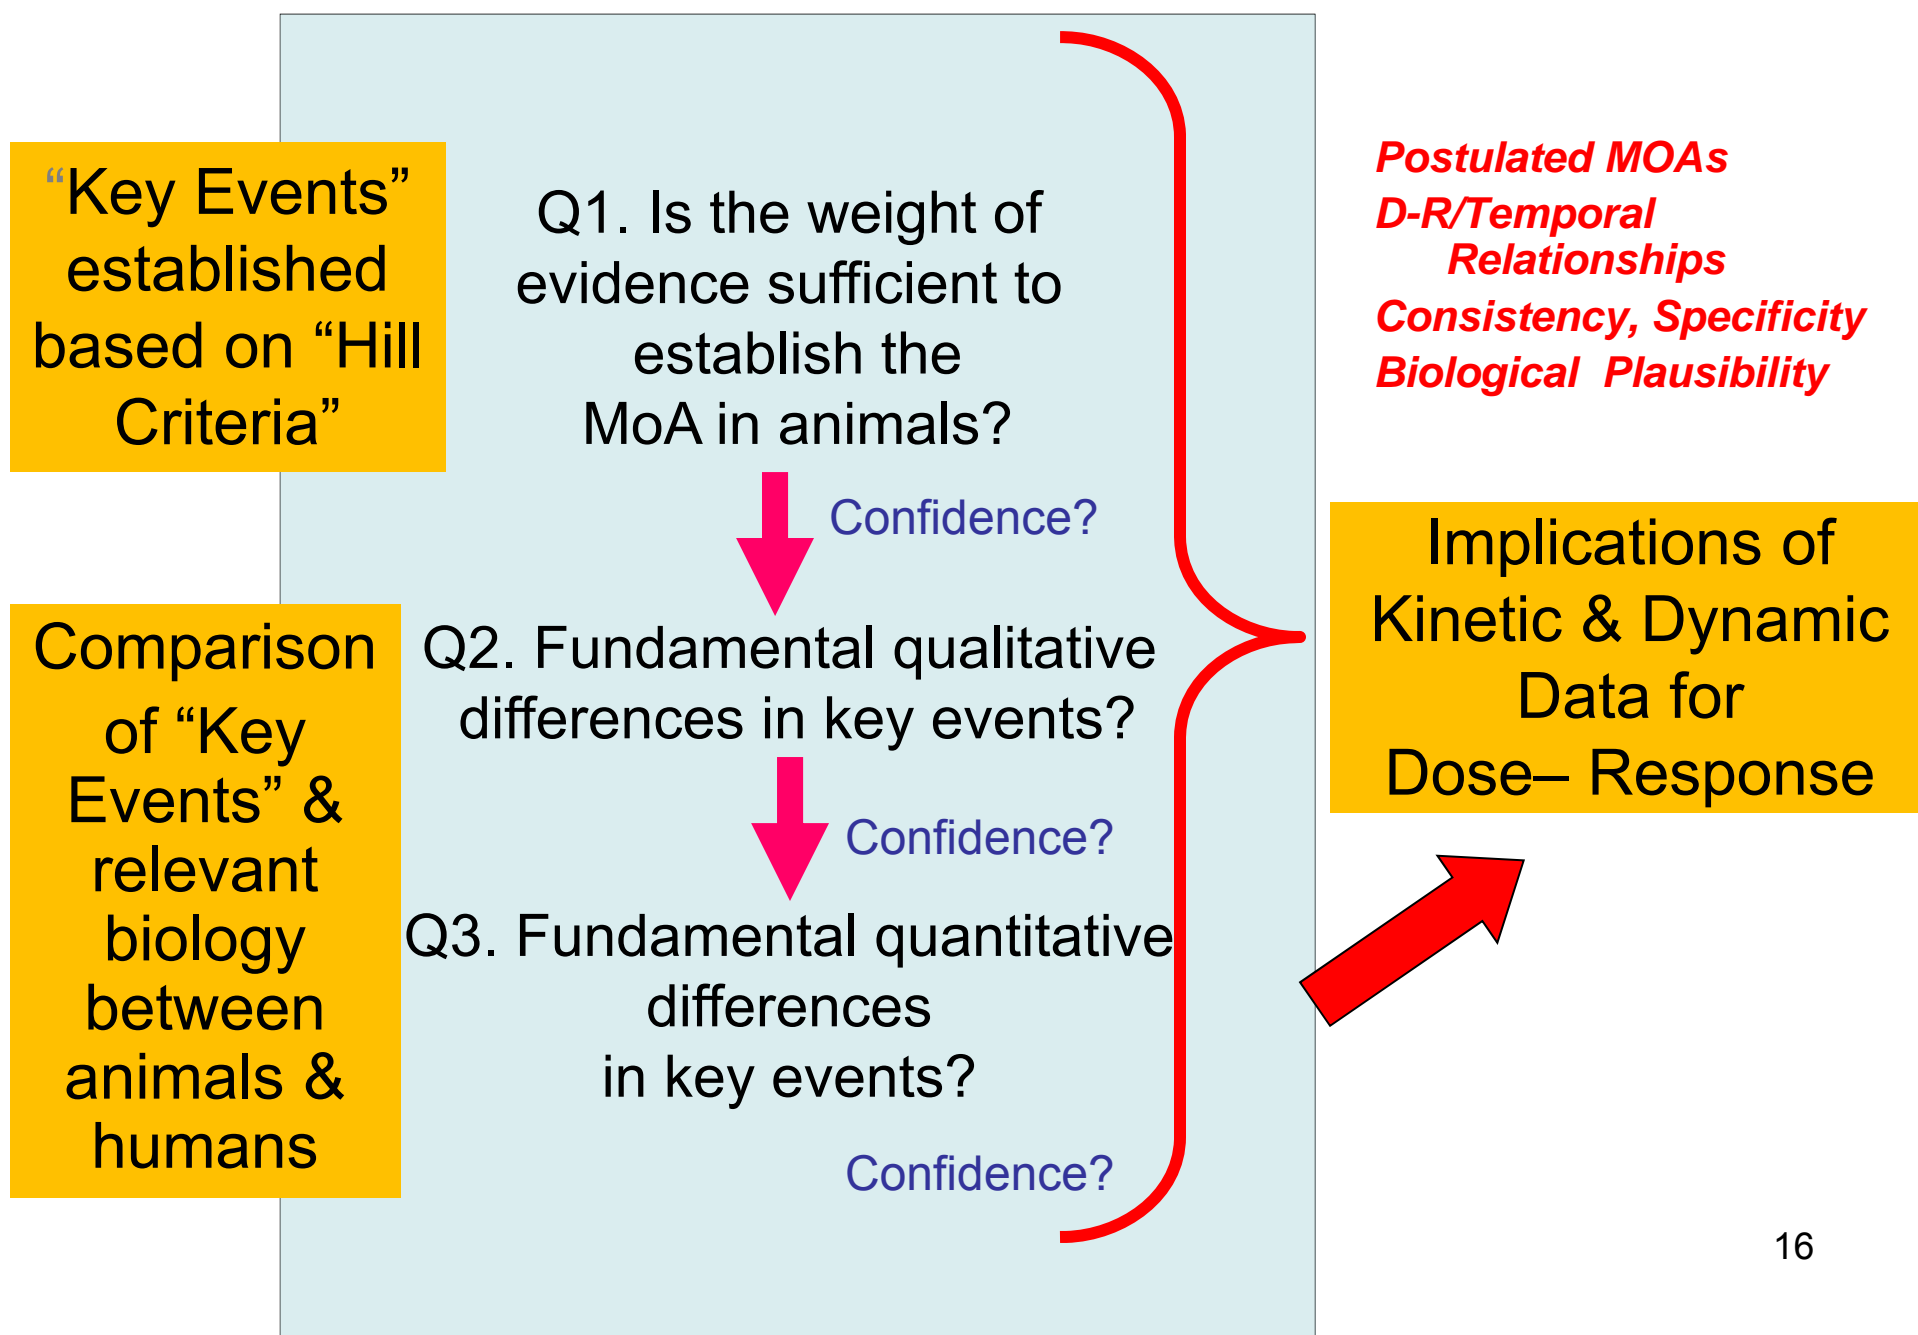 “Key Events”
established
based on “Hill
Criteria”
Q1. Is the weight of
evidence sufficient to
establish the
MoA in animals?
Postulated MOAs
D-R/Temporal
Relationships
Consistency, Specificity
Biological Plausibility
Confidence?
Comparison
of “Key
Events” &
relevant
biology
between
animals &
humans
Q2. Fundamental qualitative
differences in key events?
Confidence?
Q3. Fundamental quantitative
differences
in key events?
Confidence?
Implications of
Kinetic & Dynamic
Data for
Dose– Response
16